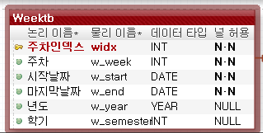 Weektb
논리 이름* 물리 이름* 데이터 타입 널 허용
주차인덱스 widx INT N·N
주차 w_week INT N·N
시작날짜 w_start DATE N·N
마지막날짜 w_end DATE N·N
년도 w_year YEAR NULL
학기 w_semester INT NULL